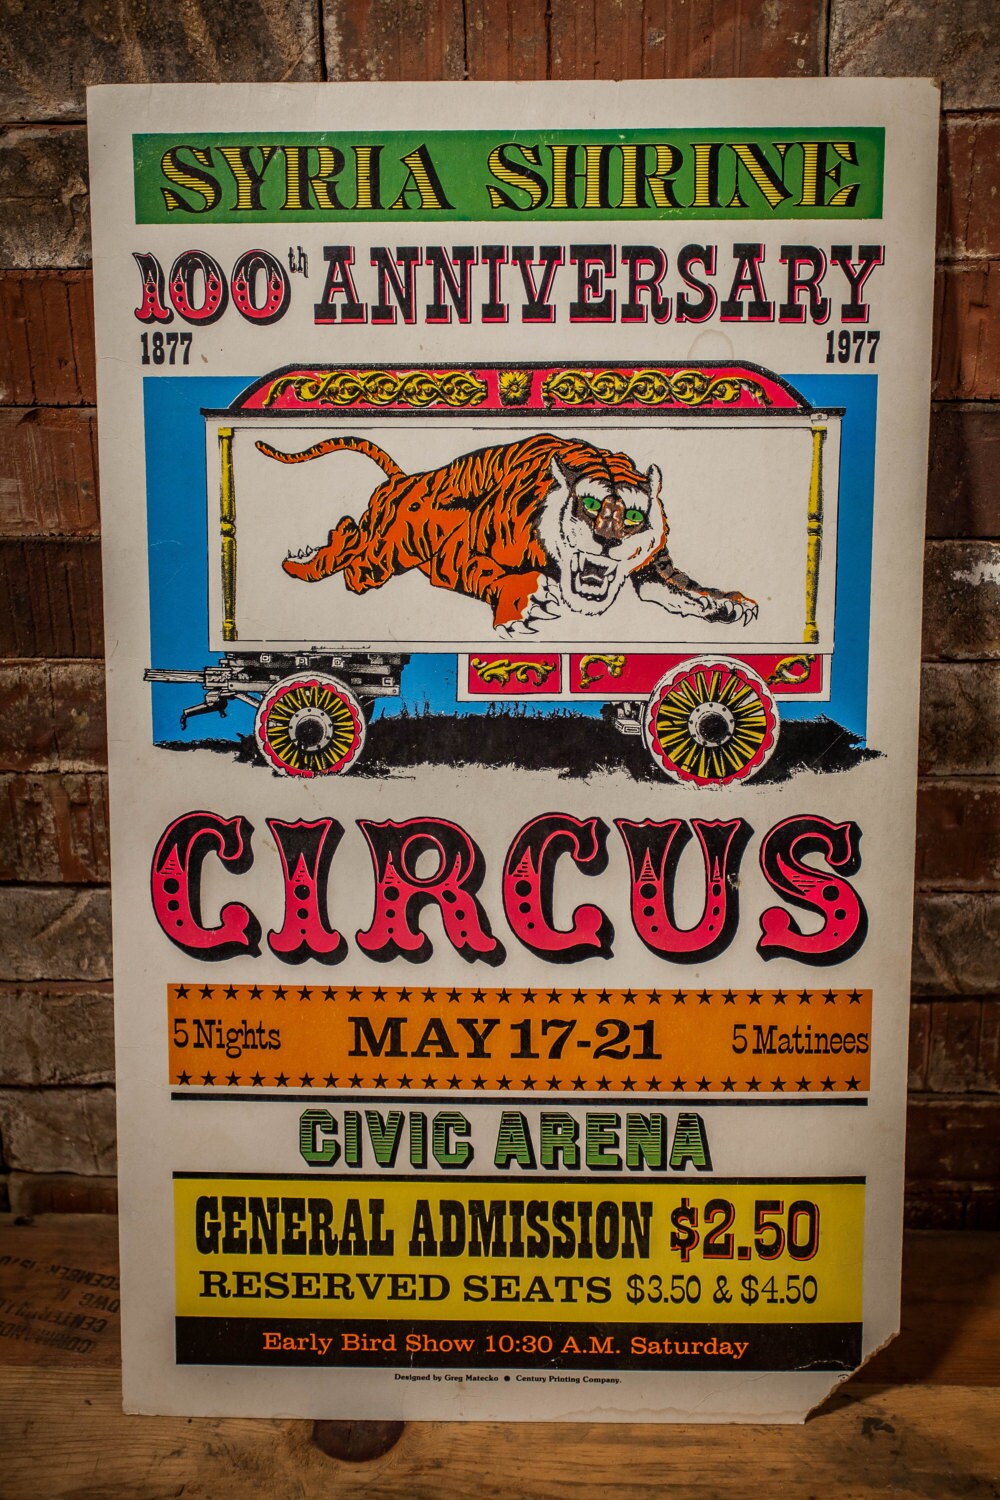 SYRIA SHRINE
100th ANNIVERSARY
1877 1977
CIRCUS
5 Nights MAY 17-21 5 Matinees
CIVIC ARENA
GENERAL ADMISSION $2.50
RESERVED SEATS $3.50 & $4.50
Early Bird Show 10:30 A.M. Saturday
Designed by Greg Matecko ● Century Printing Company.